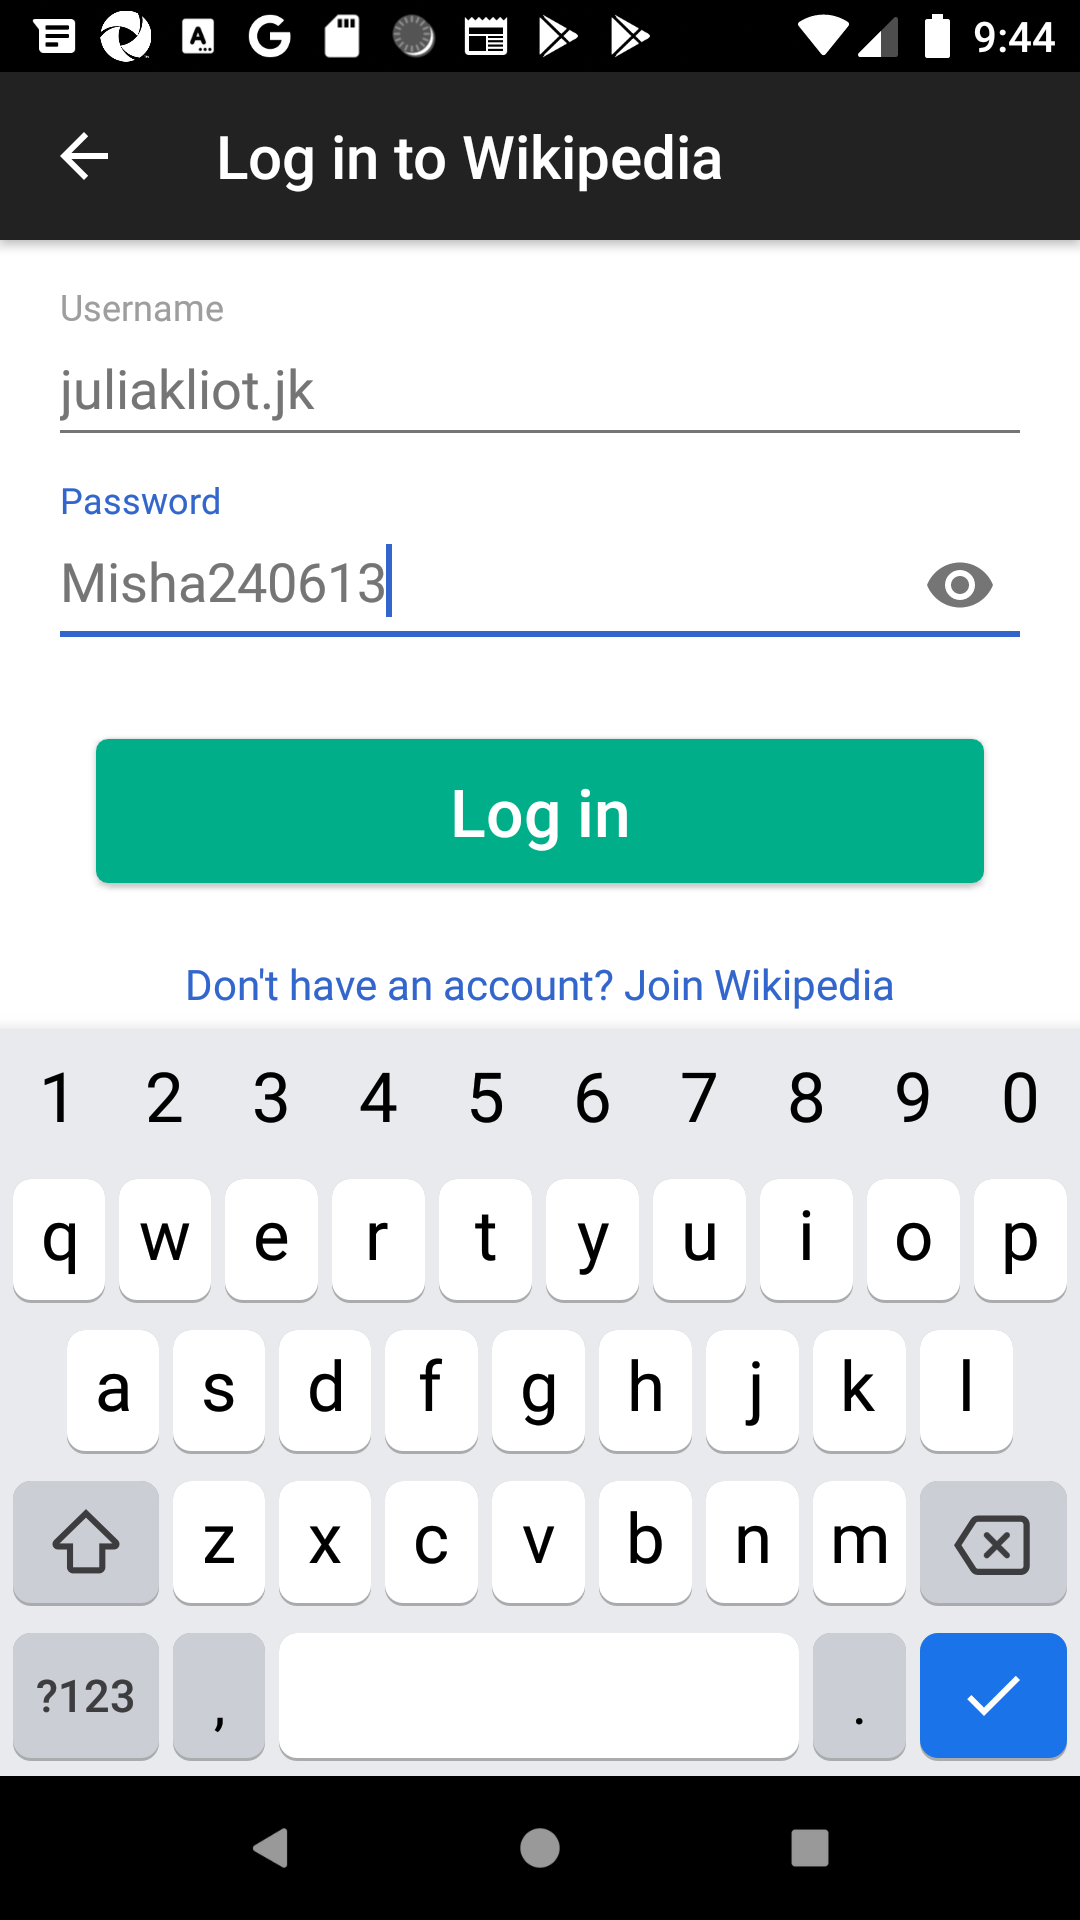 9:44
Log in to Wikipedia
Username
juliakliot.jk
Password
Misha240613
Log in
Don't have an account? Join Wikipedia
1 2 3 4 5 6 7 8 9 0
q w e r t y u i o p
a s d f g h j k l
z x c v b n m
?123 , .